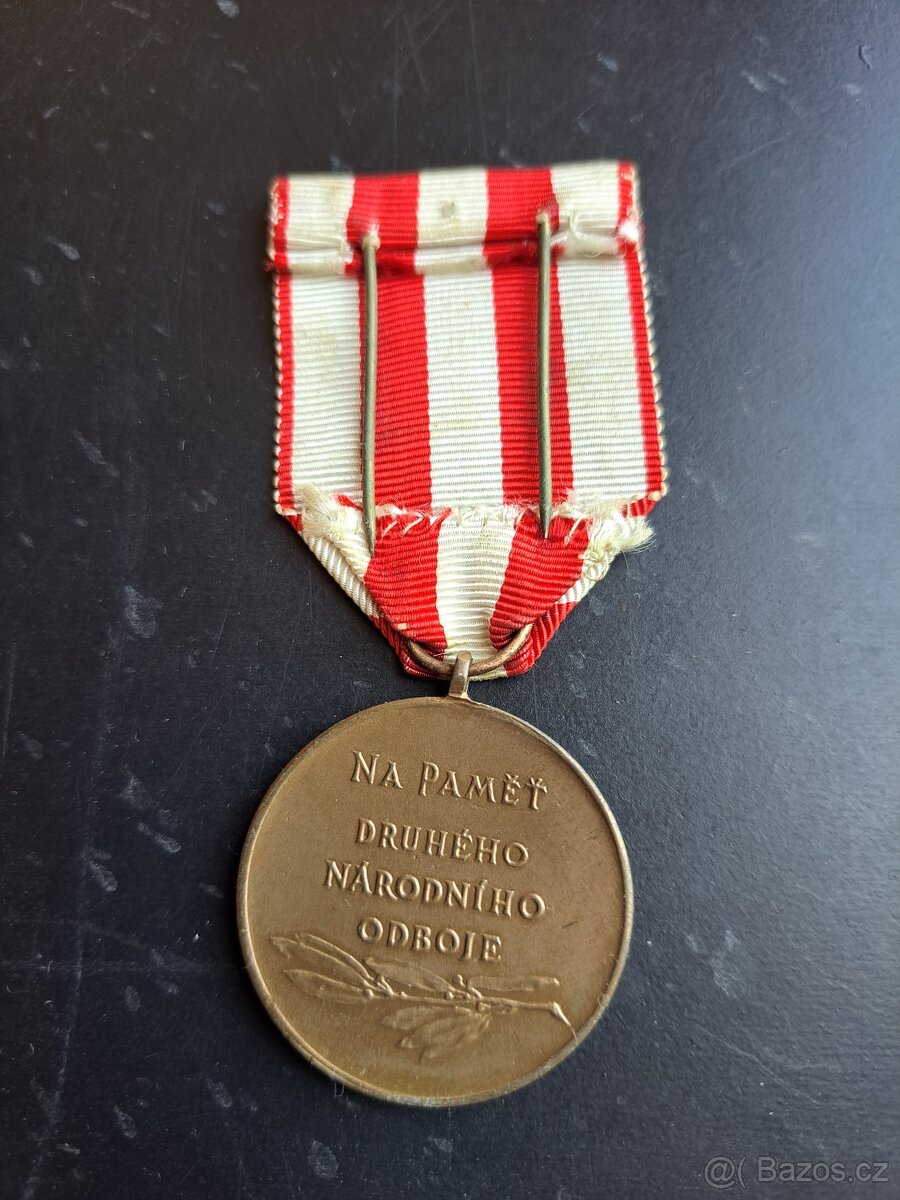 NA PAMĚŤ
DRUHÉHO
NÁRODNÍHO
ODBOJE
@( Bazos.cz